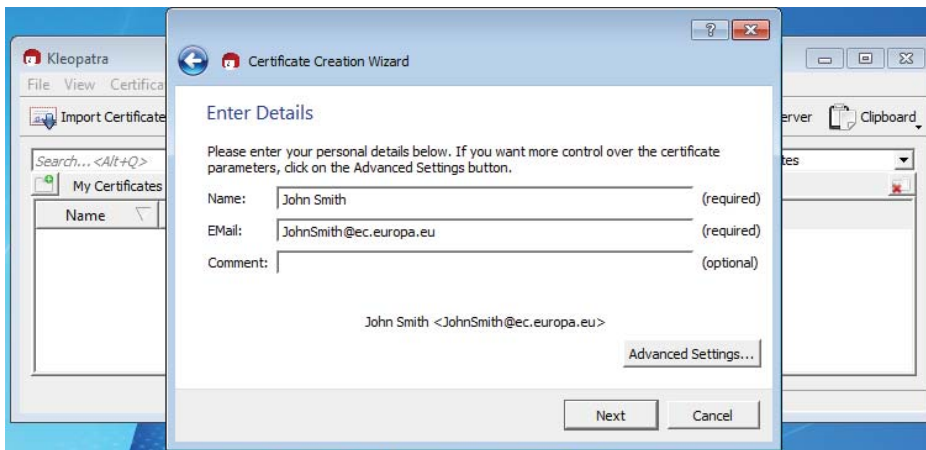 Kleopatra
File View Certifica
Import Certificate
Search...<Alt+Q>
My Certificates
Name
Certificate Creation Wizard
Enter Details
Please enter your personal details below. If you want more control over the certificate
parameters, click on the Advanced Settings button.
Name: John Smith (required)
EMail: JohnSmith@ec.europa.eu (required)
Comment: (optional)
John Smith <JohnSmith@ec.europa.eu>
Advanced Settings...
Next Cancel
erver Clipboard
tes